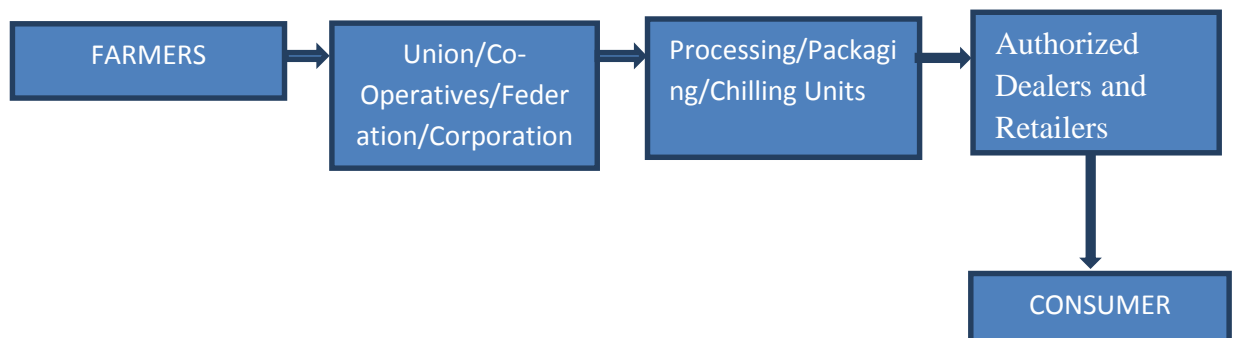 FARMERS
Union/Co-
Operatives/Feder
ation/Corporation
Processing/Packagi
ng/Chilling Units
Authorized
Dealers and
Retailers
CONSUMER